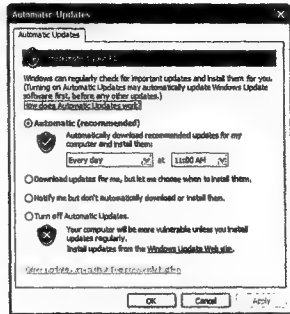 Automatic Updates
Automatic Updates
Windows can regularly check for important updates and install them for you.
(Turning on Automatic Updates may automatically update Windows Update
software first, before any other updates.)
How does Automatic Updates work?
Automatic (recommended)
Automatically download recommended updates for my
computer and install them:
Every day at 11:00 AM
Download updates for me, but let me choose when to install them.
Notify me but don't automatically download or install them.
Turn off Automatic Updates.
Your computer will be more vulnerable unless you install
updates regularly.
Install updates from the Windows Update Web site.
OK Cancel Apply